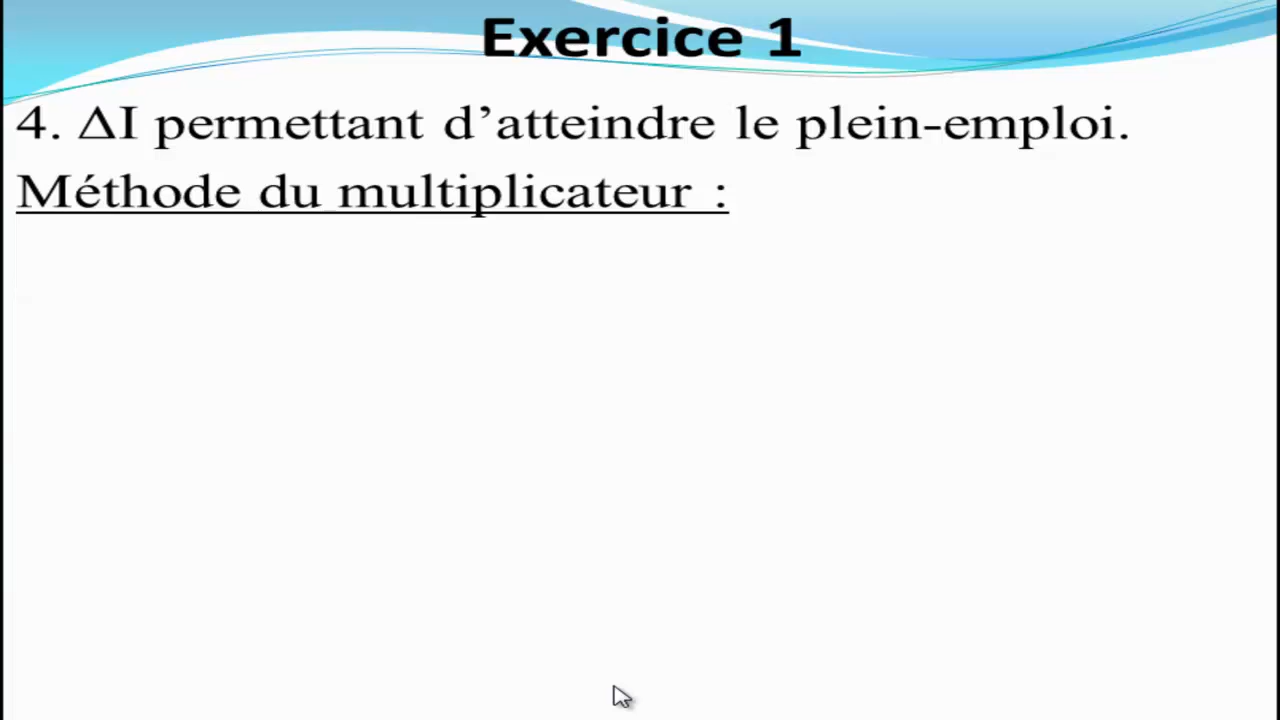 Exercice 1
4. ΔI permettant d’atteindre le plein-emploi.
Méthode du multiplicateur :